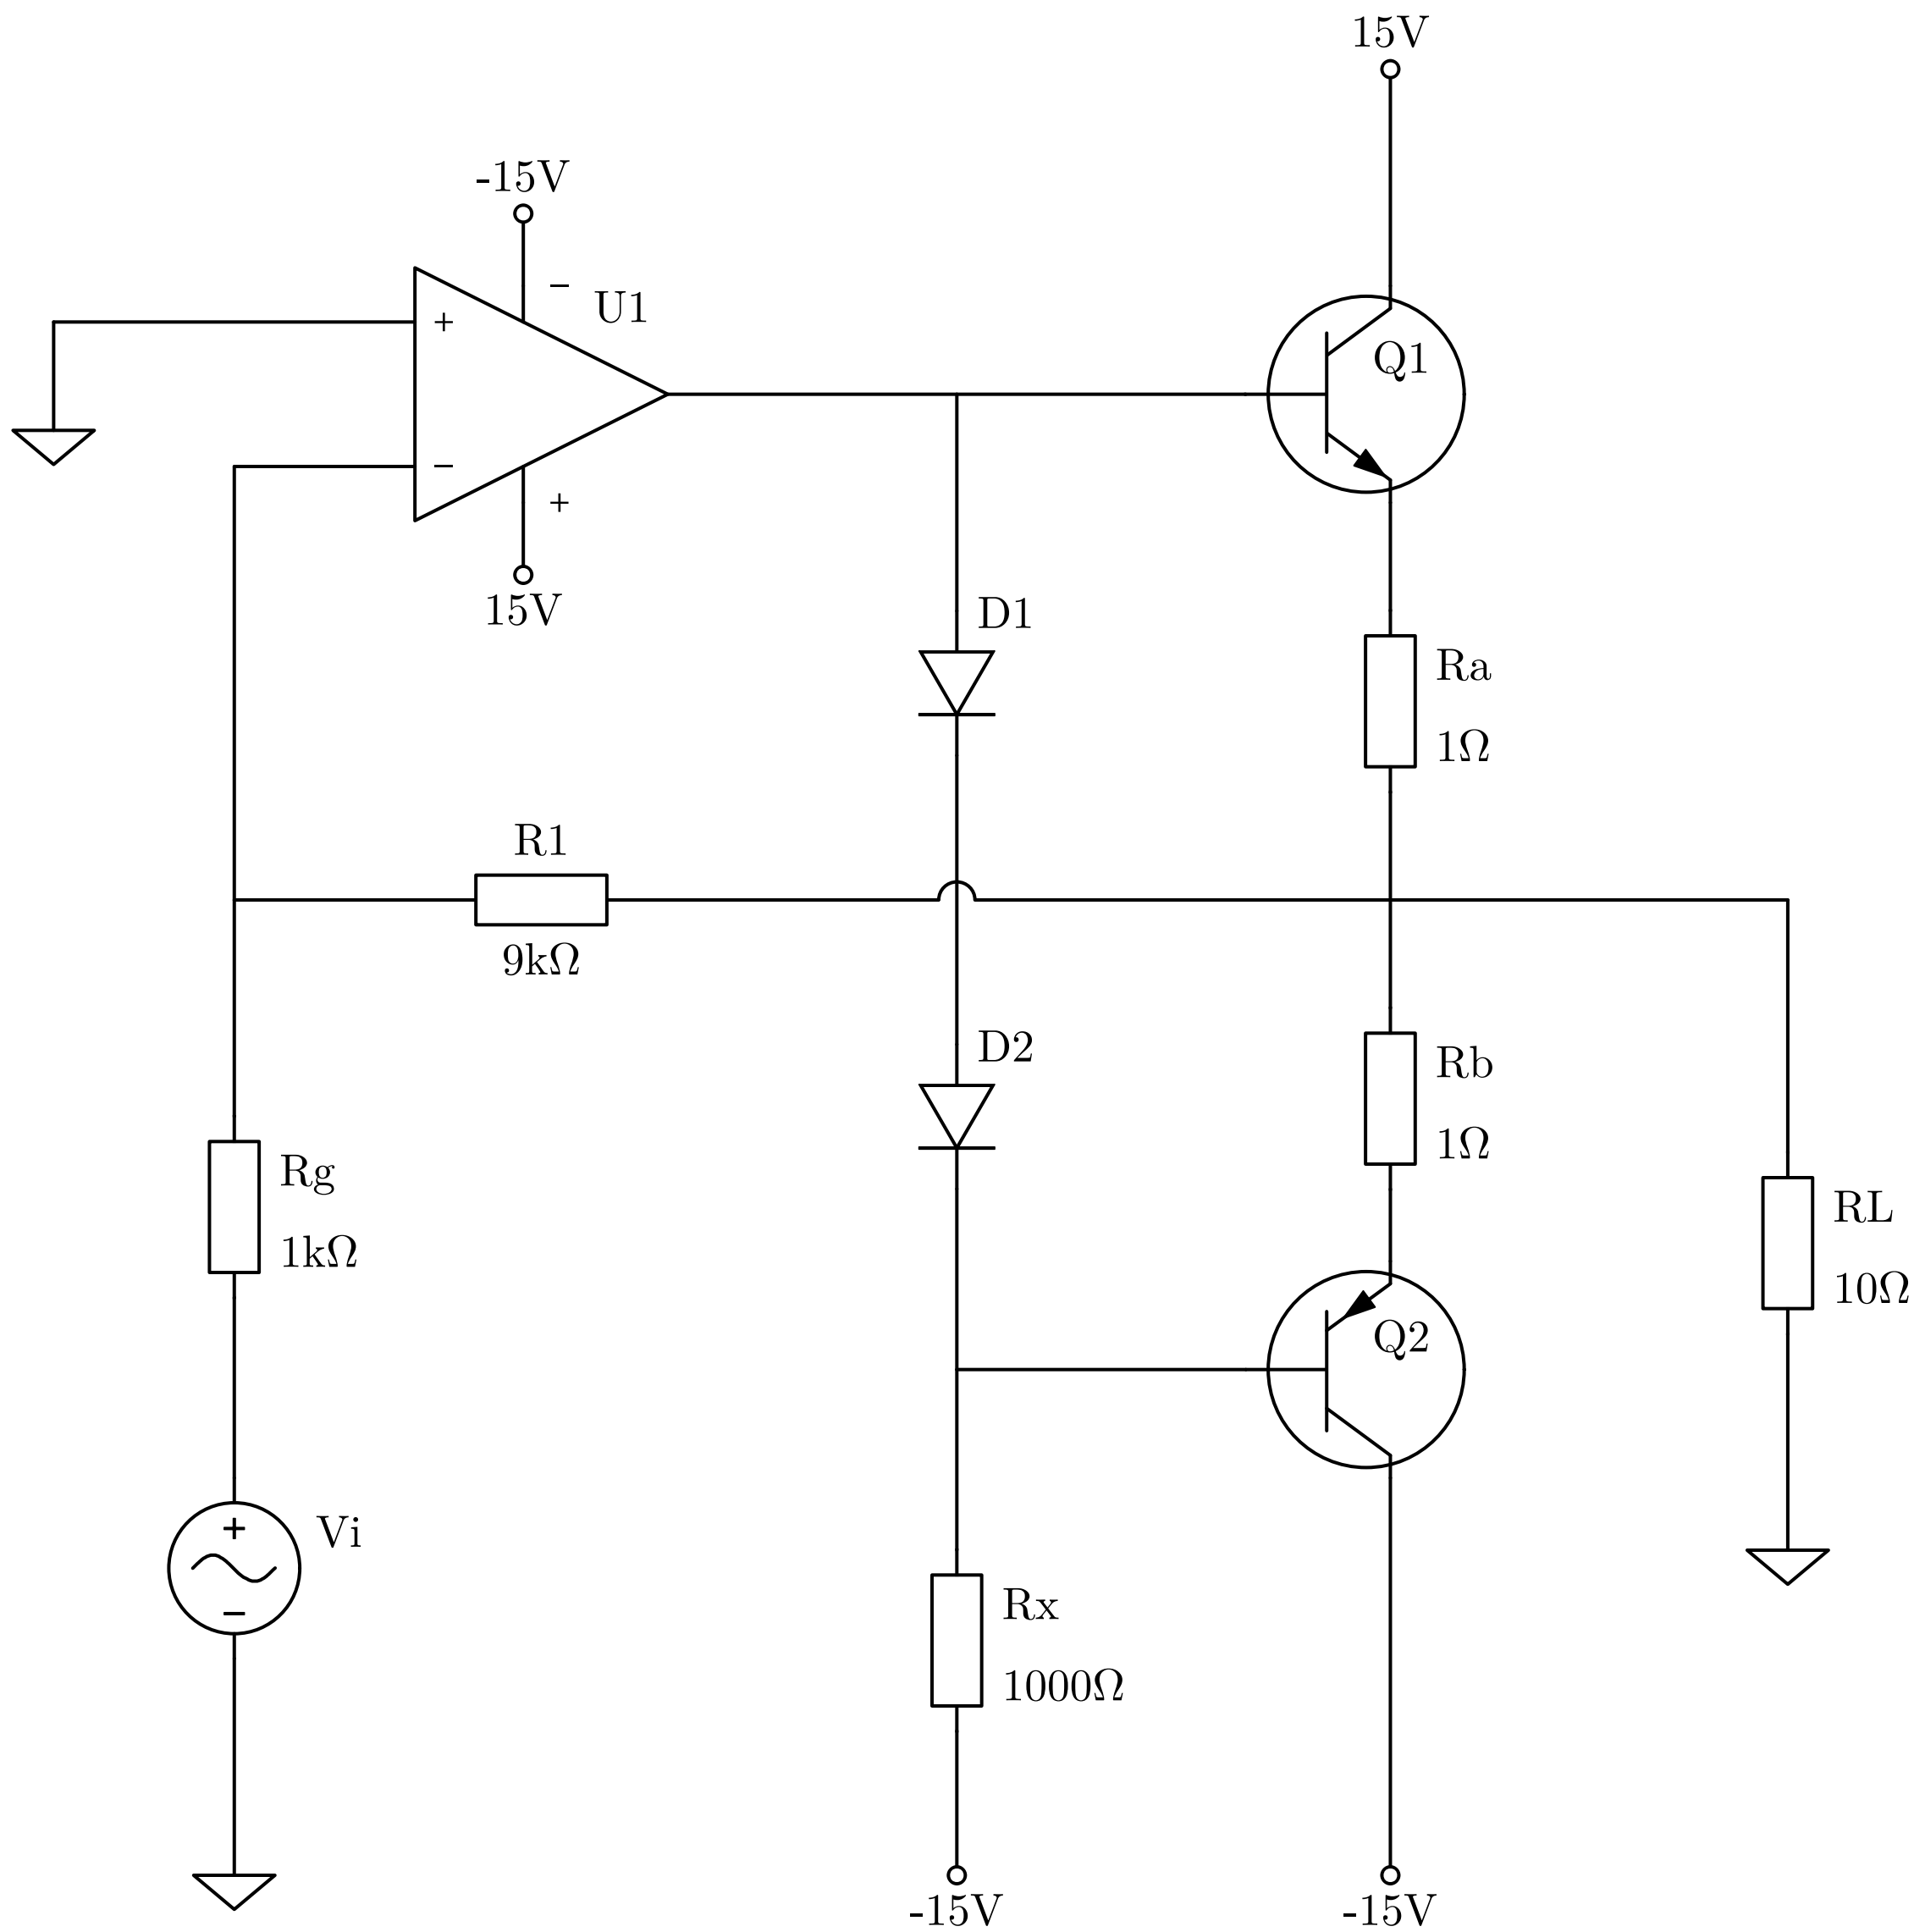 15V
-15V
−
U1
+
Q1
−
+
15V
D1
Ra
1Ω
R1
9kΩ
D2
Rb
1Ω
Rg
1kΩ
RL
10Ω
Q2
+
Vi
−
Rx
1000Ω
-15V
-15V